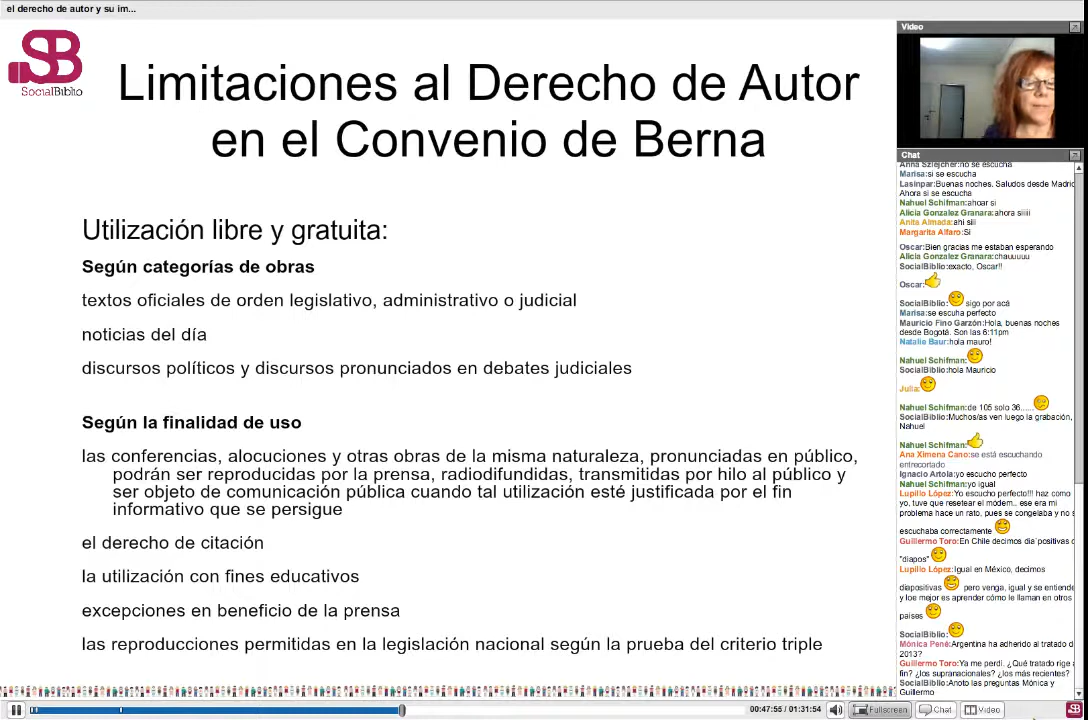 el derecho de autor y su im...
SB
SocialBiblio
Limitaciones al Derecho de Autor
en el Convenio de Berna
Utilización libre y gratuita:
Según categorías de obras
textos oficiales de orden legislativo, administrativo o judicial
noticias del día
discursos políticos y discursos pronunciados en debates judiciales
Según la finalidad de uso
las conferencias, alocuciones y otras obras de la misma naturaleza, pronunciadas en público,
podrán ser reproducidas por la prensa, radiodifundidas, transmitidas por hilo al público y
ser objeto de comunicación pública cuando tal utilización esté justificada por el fin
informativo que se persigue
el derecho de citación
la utilización con fines educativos
excepciones en beneficio de la prensa
las reproducciones permitidas en la legislación nacional según la prueba del criterio triple
Video
Chat
Anna Szlejcher:no se escucha
Marisa:si se escucha
Lasinpar:Buenas noches. Saludos desde Madrid
Ahora si se escucha
Nahuel Schifman:ahoar si
Alicia Gonzalez Granara:ahora siiiii
Anita Almada:ahi siii
Margarita Alfaro:Si
Oscar:Bien gracias me estaban esperando
Alicia Gonzalez Granara:chauuuuu
SocialBiblio:exacto, Oscar!!
Oscar:
SocialBiblio: sigo por acá
Marisa:se escuha perfecto
Mauricio Fino Garzón:Hola, buenas noches
desde Bogotá. Son las 6:11pm
Natalie Baur:hola mauro!
Nahuel Schifman:
SocialBiblio:hola Mauricio
Julia:
Nahuel Schifman:de 105 solo 36......
SocialBiblio:Muchos/as ven luego la grabación,
Nahuel
Nahuel Schifman:
Ana Ximena Cano:se está escuchando
entrecortado
Ignacio Artola:yo escucho perfecto
Nahuel Schifman:yo igual
Lupillo López:Yo escucho perfecto!!! haz como
yo, tuve que resetear el módem.. ese era mi
problema hace un rato, pues se congelaba y no s
escuchaba correctamente
Guillermo Toro:En Chile decimos dia´positivas o
"diapos"
Lupillo López:Igual en México, decimos
diapositivas pero venga, igual y se entiende
y loe mejor es aprender cómo le llaman en otros
países
SocialBiblio:
Mónica Pené:Argentina ha adherido al tratado d
2013?
Guillermo Toro:Ya me perdí. ¿Qué tratado rige a
fin? ¿los supranacionales? ¿los más recientes?
SocialBiblio:Anoto las preguntas Mónica y
Guillermo
00:47:55 / 01:31:54
Fullscreen
Chat
Video
SB